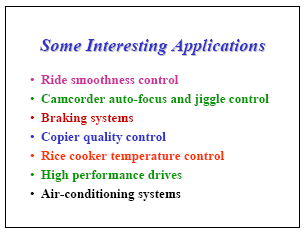 Some Interesting Applications
• Ride smoothness control
• Camcorder auto-focus and jiggle control
• Braking systems
• Copier quality control
• Rice cooker temperature control
• High performance drives
• Air-conditioning systems